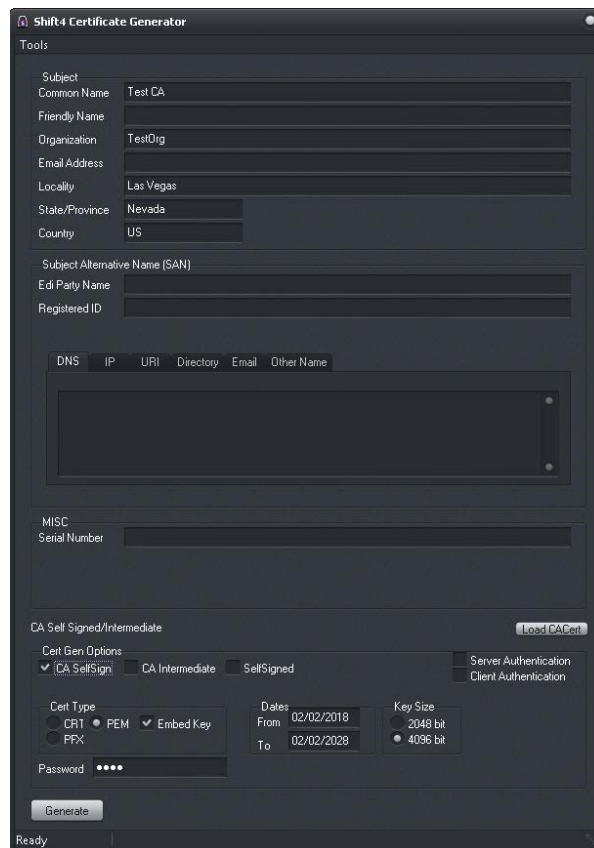 Shift4 Certificate Generator
Tools
Subject
Common Name Test CA
Friendly Name
Organization TestOrg
Email Address
Locality Las Vegas
State/Province Nevada
Country US
Subject Alternative Name (SAN)
Edi Party Name
Registered ID
DNS IP URI Directory Email Other Name
MISC
Serial Number
CA Self Signed/Intermediate Load CACert
Cert Gen Options
CA SelfSign CA Intermediate SelfSigned Server Authentication
Client Authentication
Cert Type Dates Key Size
CRT PEM Embed Key From 02/02/2018 2048 bit
PFX To 02/02/2028 4096 bit
Password ••••
Generate
Ready